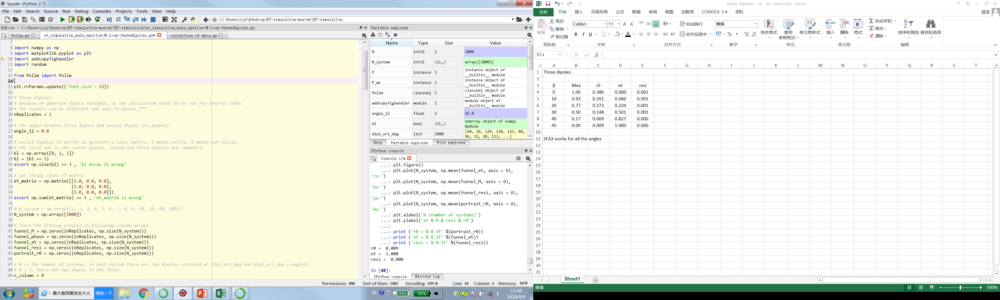 Spyder (Python 2.7)
File Edit Search Source Run Debug Consoles Projects Tools View Help
C:\Users\sjz\Desktop\ET-simulation-master\ET-simulation
Editor - C:\Users\sjz\Desktop\ET-simulation-master\ET-simulation\et_simulation_main_epsilon-N-loop-threedipoles.py
Polim.py et_simulation_main_epsilon-N-loop-threedipoles.py* collection of data.py
7
8 import numpy as np
9 import matplotlib.pyplot as plt
10 import addcopyfighandler
11 import random
12
13 from Polim import Polim
14
15 plt.rcParams.update({'font.size': 12})
16
17 # Three dipoles
18 # because we generate dipole randomly, so the calculation needs to be run for several times.
19 # The resutls can be different and save in funnel_***.
20 nReplicates = 1
21
22 # the angle between first dipole and second dipole (in degree)
23 angle_12 = 0.0
24
25 # select dipoles to excite by generate a logic matrix. 1 means excite, 0 means not excite.
26 # the first one is the center dipole, second and third dipoles are symmetric
27 bl = np.array([0, 1, 1])
28 bl = (bl == 1)
29 assert np.size(bl) == 3 , 'bl array is wrong'
30
31 # set steady state ET matrix
32 et_matrix = np.matrix([[1.0, 0.0, 0.0],
33 [1.0, 0.0, 0.0],
34 [1.0, 0.0, 0.0]])
35 assert np.sum(et_matrix) == 3 , 'et_matrix is wrong'
36
37 # N_system = np.array([1, 2, 3, 4, 5, 6, 7, 8, 9, 10, 20, 50, 100])
38 N_system = np.array([1000])
39
40 # store the fitting results in following column arrays
41 funnel_M = np.zeros((nReplicates, np.size(N_system)))
42 funnel_phase = np.zeros((nReplicates, np.size(N_system)))
43 funnel_et = np.zeros((nReplicates, np.size(N_system)))
44 funnel_resi = np.zeros((nReplicates, np.size(N_system)))
45 portrait_r0 = np.zeros((nReplicates, np.size(N_system)))
46
47 # N is the number of systems. in each eystem there are two dipoles oriented at dip1_ori_deg and dip1_ori_deg + angle12
48 # N = 1, there are two angles in the theta
49 n_column = 0
Variable explorer
Name Type Size Value
N int32 1 1000
N_system int32 (1L,) array([1000])
P instance 1 instance object of __builtin__ module
P_ms instance 1 instance object of __builtin__ module
Polim classobj 1 classobj object of __builtin__ module
addcopyfighandler module 1 module object of __builtin__ module
angle_12 float 1 45.0
bl bool (3L,) ndarray object of numpy module
dip1_ori_deg list 1000 [60, 18, 129, 130, 123, 88, 96, 15, 20, 113, ...]
Help Variable explorer File explorer
IPython console
Console 1/A
...: plt.figure()
...: plt.plot(N_system, np.mean(funnel_et, axis = 0),
'ro-')
...: plt.plot(N_system, np.mean(funnel_M, axis = 0),
'ko-')
...: plt.plot(N_system, np.mean(funnel_resi, axis = 0),
'yo-')
...: plt.plot(N_system, np.mean(portrait_r0, axis = 0),
'bo-')
...: plt.xlabel('N (number of systems)')
...: plt.ylabel('et & M & resi & r0')
...:
...: print ('r0 = % 0.3f' %(portrait_r0))
...: print ('et = % 0.3f' %(funnel_et))
...: print ('resi = % 0.3f' %(funnel_resi))
r0 = 0.009
et = 1.000
resi = 0.000
In [49]:
IPython console History log
Permissions: RW End-of-lines: CRLF Encoding: UTF-8 Line: 14 Column: 1 Memory: 54 %
最大难民营发生大火 搜索一下
EN 96% 96% 11:48
2020/9/9
three dipoles - r0 - et - beta.xlsx - Excel
文件 开始 插入 页面布局 公式 数据 审阅 视图 加载项 COMSOL 5.4 团队 登录
粘贴 剪切 复制 格式刷 剪贴板
Calibri 11 B I U 字体
自动换行 合并后居中 对齐方式
常规 % 数字
条件格式 套用 表格格式 单元格样式 样式
插入 删除 格式 单元格
自动求和 填充 清除 排序和筛选 查找和选择 编辑
H14 fx
A B C D E F G H I J K L M N O P Q R S T
1 Three dipoles
2
3 β Mex r0 et resi
4 0 1.00 0.386 0.000 0.001
5 10 0.93 0.351 0.060 0.001
6 20 0.77 0.273 0.234 0.001
7 30 0.50 0.148 0.501 0.001
8 40 0.17 0.069 0.827 0.000
9 45 0.00 0.009 1.000 0.000
10
11 SFA3 works for all the angles
12
13
14
15
16
17
18
19
20
21
22
23
24
25
26
27
28
29
30
31
Sheet1
就绪 100%